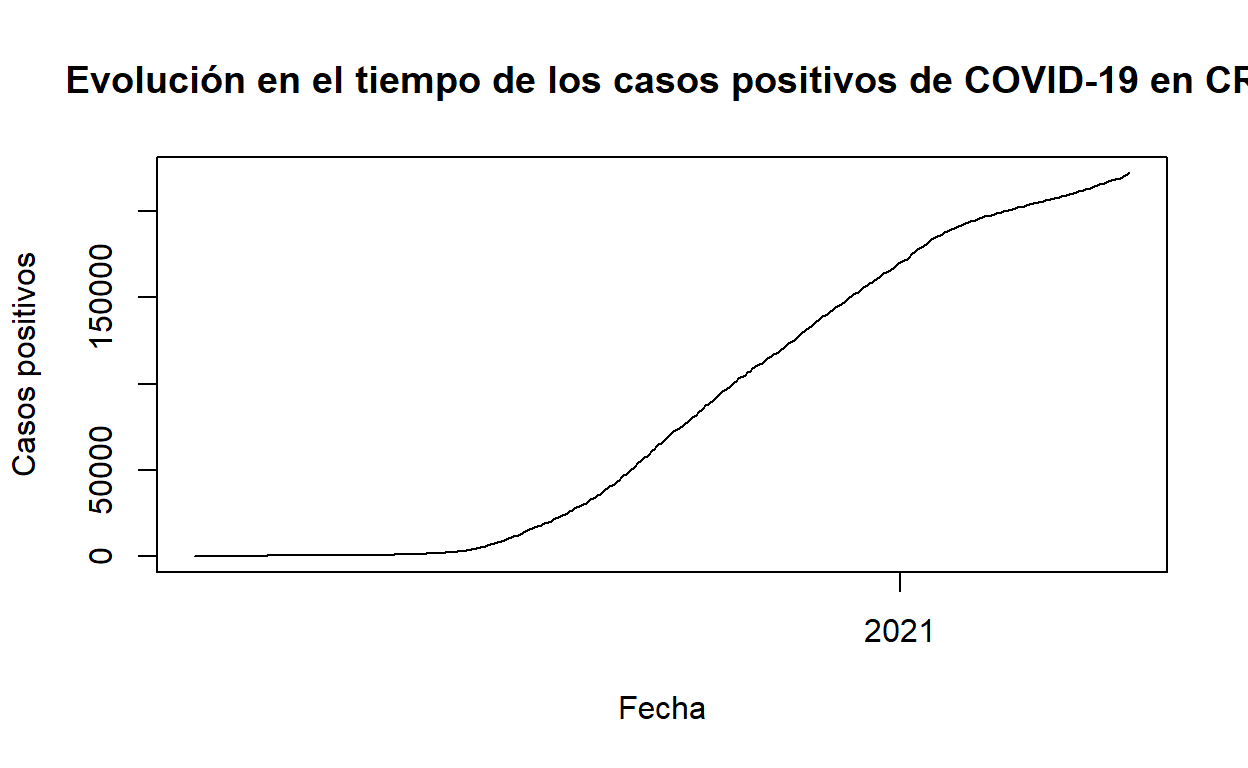 Evolución en el tiempo de los casos positivos de COVID-19 en CR
Casos positivos
150000
50000
0
2021
Fecha